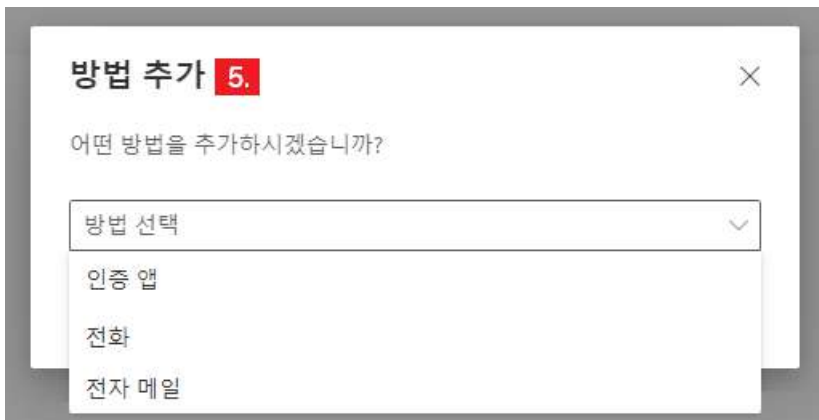 방법 추가 5.
어떤 방법을 추가하시겠습니까?
방법 선택
인증 앱
전화
전자 메일